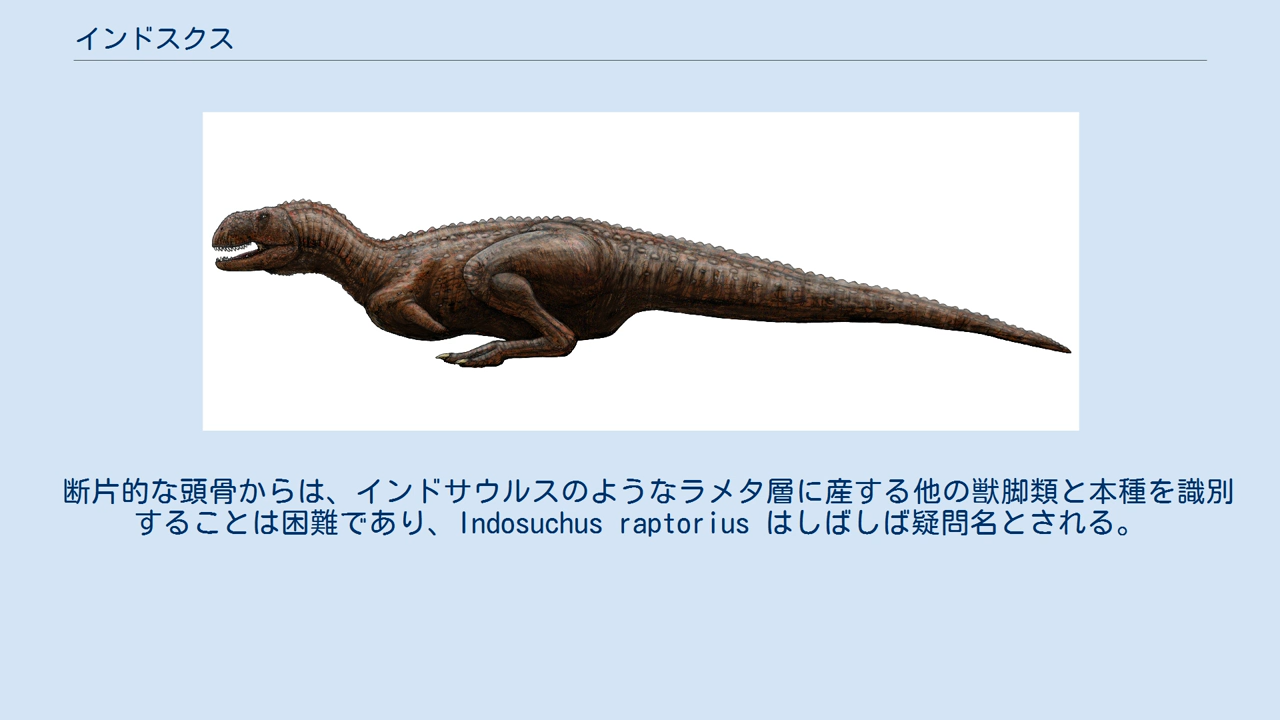 インドスクス
断片的な頭骨からは、インドサウルスのようなラメタ層に産する他の獣脚類と本種を識別
することは困難であり、Indosuchus raptorius はしばしば疑問名とされる。